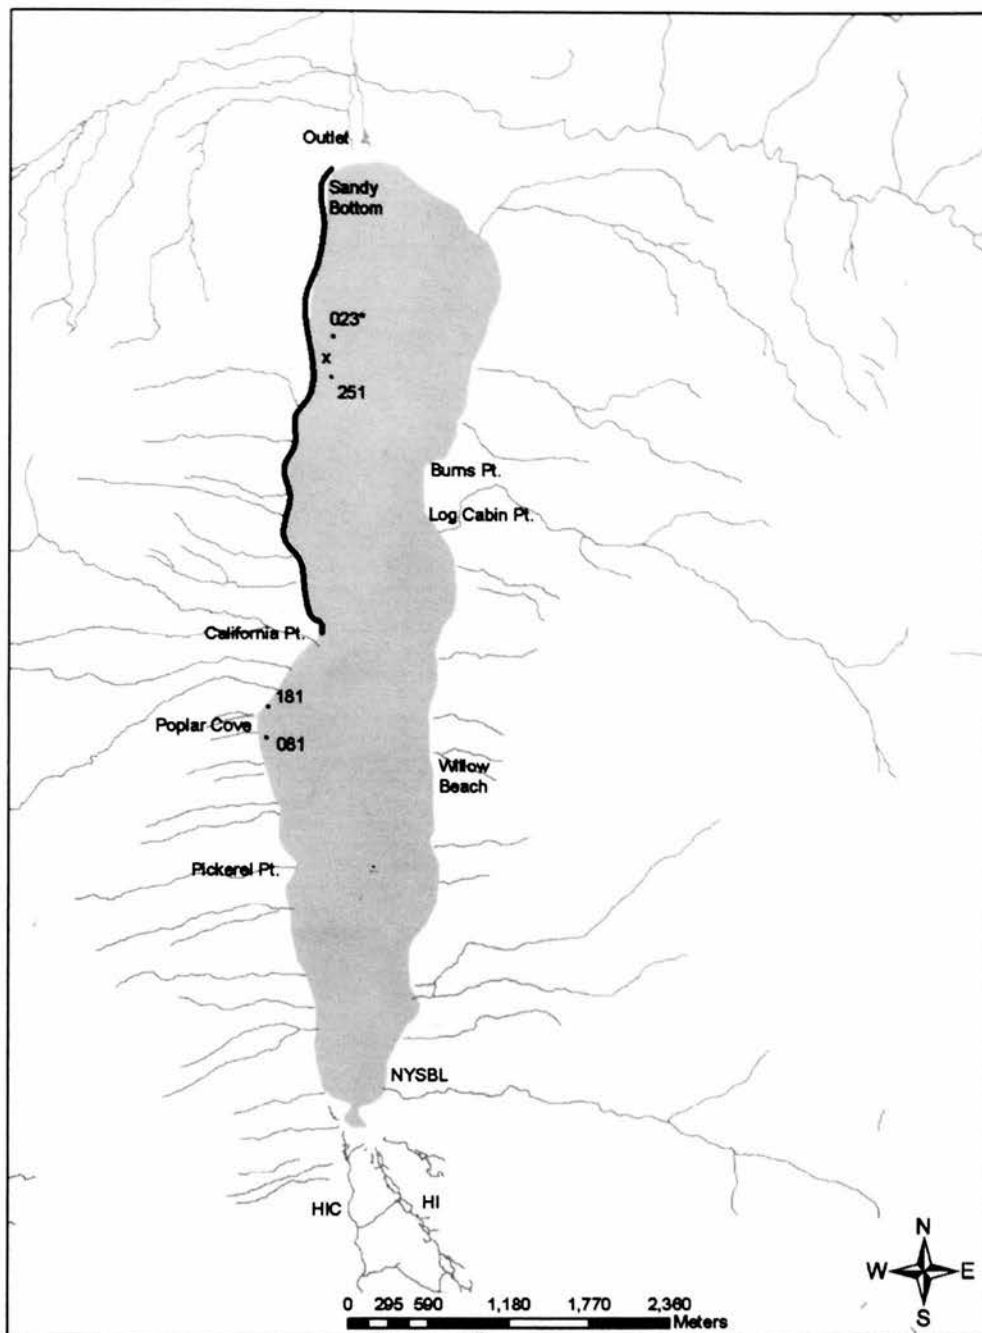 Outlet
Sandy
Bottom
023*
x
251
Burns Pt.
Log Cabin Pt.
California Pt.
181
Poplar Cove
081
Willow
Beach
Pickerel Pt.
NYSBL
HIC
HI
N
W
E
S
0 295 590 1,180 1,770 2,360
Meters